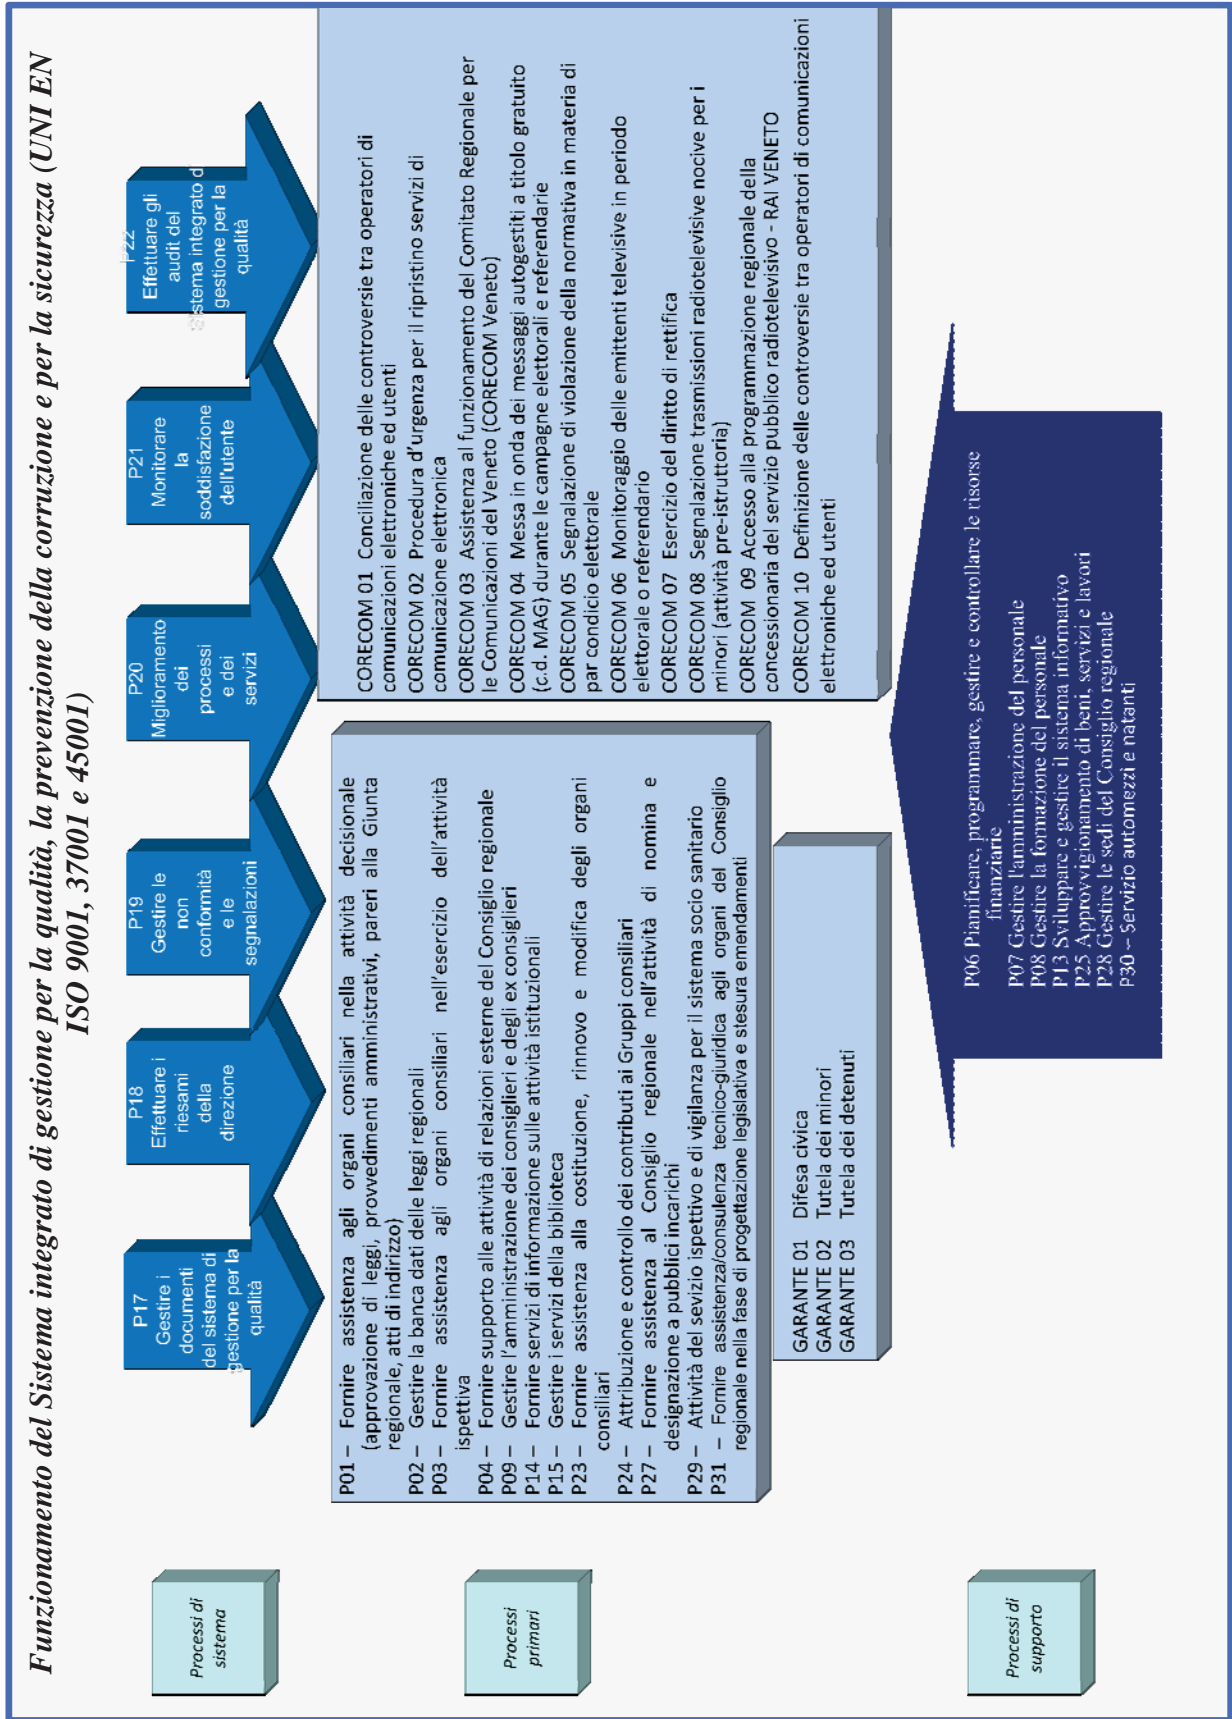 Funzionamento del Sistema integrato di gestione per la qualità, la prevenzione della corruzione e per la sicurezza (UNI EN
ISO 9001, 37001 e 45001)
Processi di
sistema
P17
Gestire i
documenti
del sistema di
gestione per la
qualità
P18
Effettuare i
riesami
della
direzione
P19
Gestire le
non
conformità
e le
segnalazioni
P20
Miglioramento
dei
processi
e dei
servizi
P21
Monitorare
la
soddisfazione
dell'utente
P22
Effettuare gli
audit del
sistema integrato di
gestione per la
qualità
Processi
primari
P01 – Fornire assistenza agli organi consiliari nella attività decisionale
(approvazione di leggi, provvedimenti amministrativi, pareri alla Giunta
regionale, atti di indirizzo)
P02 – Gestire la banca dati delle leggi regionali
P03 – Fornire assistenza agli organi consiliari nell'esercizio dell'attività
ispettiva
P04 – Fornire supporto alle attività di relazioni esterne del Consiglio regionale
P09 – Gestire l'amministrazione dei consiglieri e degli ex consiglieri
P14 – Fornire servizi di informazione sulle attività istituzionali
P15 – Gestire i servizi della biblioteca
P23 – Fornire assistenza alla costituzione, rinnovo e modifica degli organi
consiliari
P24 – Attribuzione e controllo dei contributi ai Gruppi consiliari
P27 – Fornire assistenza al Consiglio regionale nell'attività di nomina e
designazione a pubblici incarichi
P29 – Attività del sevizio ispettivo e di vigilanza per il sistema socio sanitario
P31 – Fornire assistenza/consulenza tecnico-giuridica agli organi del Consiglio
regionale nella fase di progettazione legislativa e stesura emendamenti
GARANTE 01 Difesa civica
GARANTE 02 Tutela dei minori
GARANTE 03 Tutela dei detenuti
CORECOM 01 Conciliazione delle controversie tra operatori di
comunicazioni elettroniche ed utenti
CORECOM 02 Procedura d'urgenza per il ripristino servizi di
comunicazione elettronica
CORECOM 03 Assistenza al funzionamento del Comitato Regionale per
le Comunicazioni del Veneto (CORECOM Veneto)
CORECOM 04 Messa in onda dei messaggi autogestiti a titolo gratuito
(c.d. MAG) durante le campagne elettorali e referendarie
CORECOM 05 Segnalazione di violazione della normativa in materia di
par condicio elettorale
CORECOM 06 Monitoraggio delle emittenti televisive in periodo
elettorale o referendario
CORECOM 07 Esercizio del diritto di rettifica
CORECOM 08 Segnalazione trasmissioni radiotelevisive nocive per i
minori (attività pre-istruttoria)
CORECOM 09 Accesso alla programmazione regionale della
concessionaria del servizio pubblico radiotelevisivo - RAI VENETO
CORECOM 10 Definizione delle controversie tra operatori di comunicazioni
elettroniche ed utenti
Processi di
supporto
P06 Pianificare, programmare, gestire e controllare le risorse
finanziarie
P07 Gestire l'amministrazione del personale
P08 Gestire la formazione del personale
P13 Sviluppare e gestire il sistema informativo
P25 Approvvigionamento di beni, servizi e lavori
P28 Gestire le sedi del Consiglio regionale
P30 – Servizio automezzi e natanti